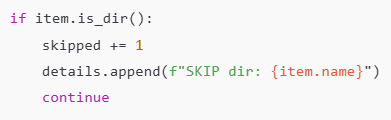 if item.is_dir():
    skipped += 1
    details.append(f"SKIP dir: {item.name}")
    continue